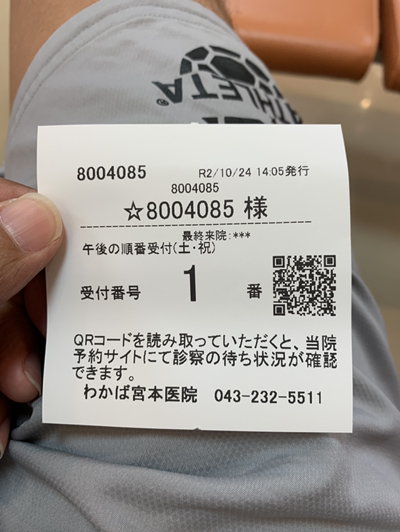 ATHLETA
®
8004085 R2/10/24 14:05発行
8004085
☆8004085 様
最終来院:***
午後の順番受付(土・祝)
受付番号 1 番
QRコードを読み取っていただくと、当院
予約サイトにて診察の待ち状況が確認
できます。
わかば宮本医院 043-232-5511